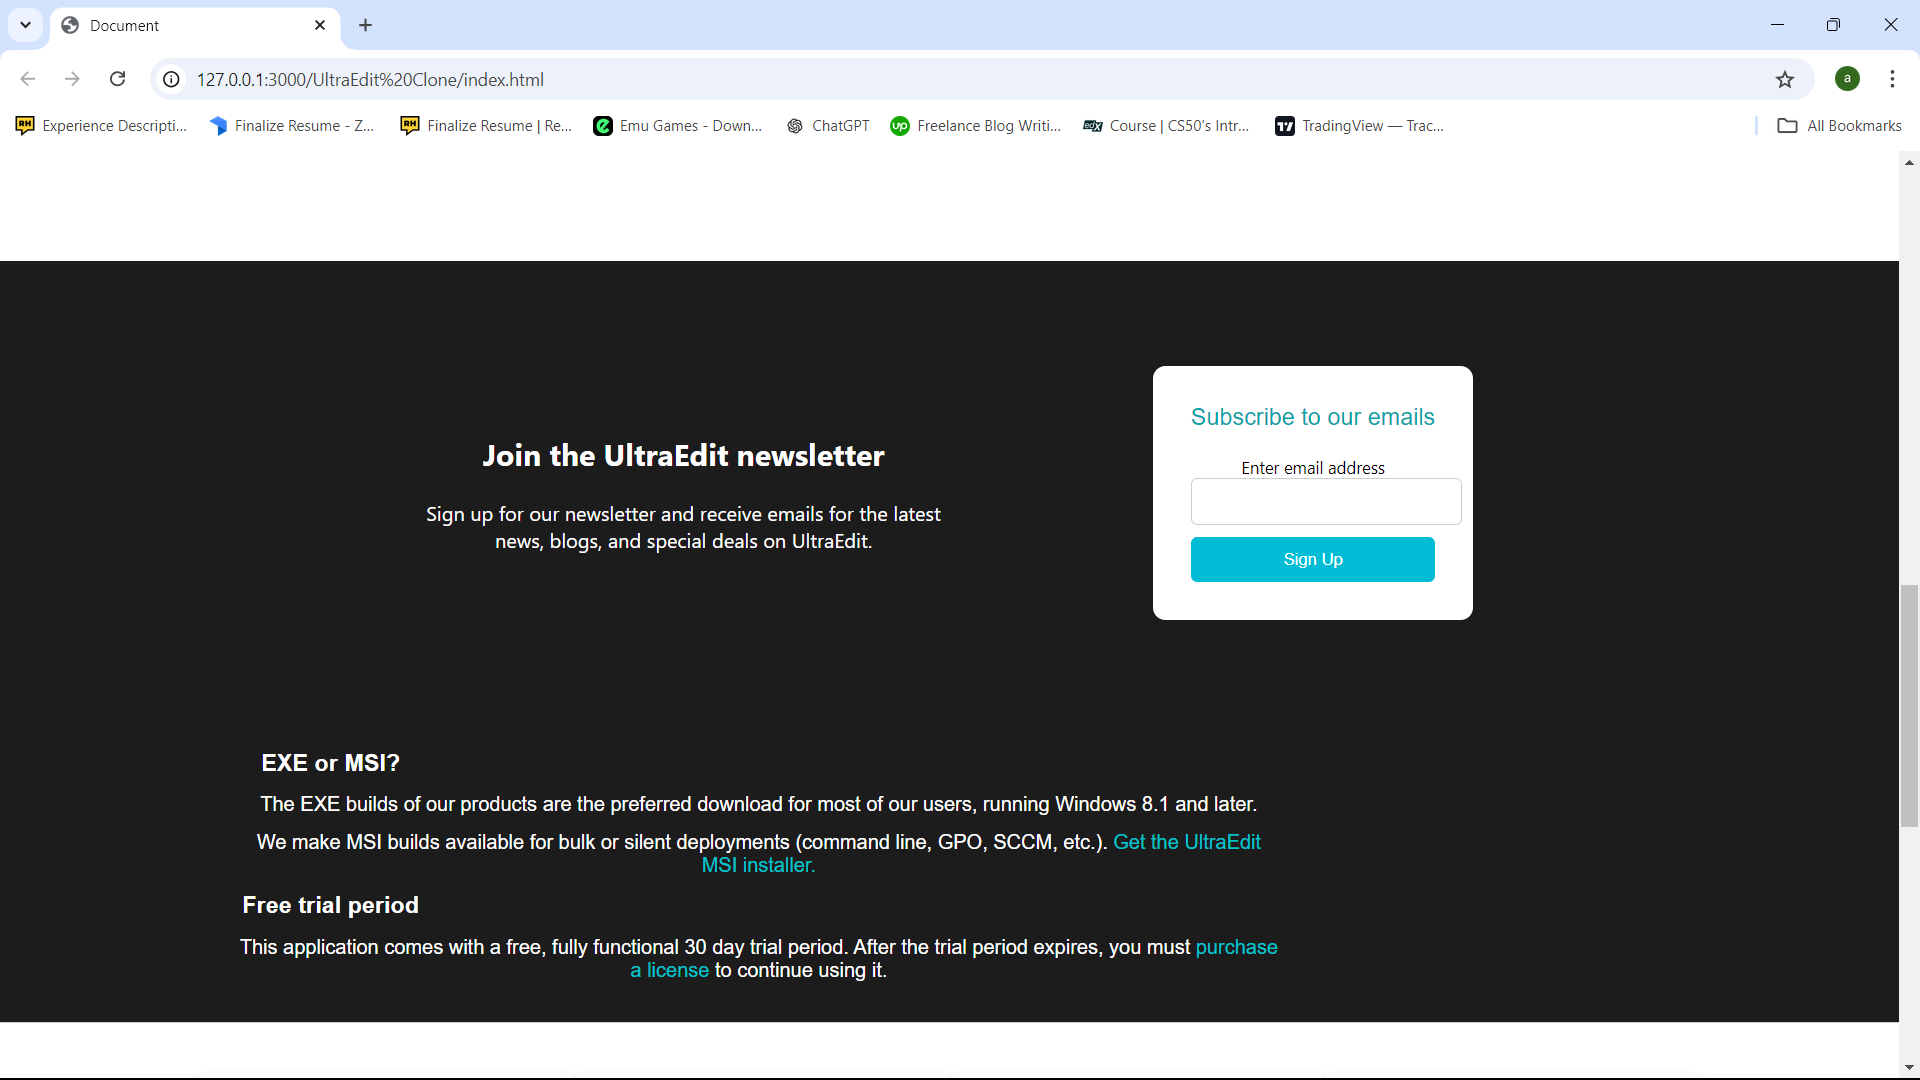 Document
127.0.0.1:3000/UltraEdit%20Clone/index.html
a
RH Experience Descripti...
Finalize Resume - Z...
RH Finalize Resume | Re...
Emu Games - Down...
ChatGPT
up Freelance Blog Writi...
edX Course | CS50's Intr...
TradingView — Trac...
All Bookmarks
Join the UltraEdit newsletter
Sign up for our newsletter and receive emails for the latest
news, blogs, and special deals on UltraEdit.
Subscribe to our emails
Enter email address
Sign Up
EXE or MSI?
The EXE builds of our products are the preferred download for most of our users, running Windows 8.1 and later.
We make MSI builds available for bulk or silent deployments (command line, GPO, SCCM, etc.). Get the UltraEdit
MSI installer.
Free trial period
This application comes with a free, fully functional 30 day trial period. After the trial period expires, you must purchase
a license to continue using it.